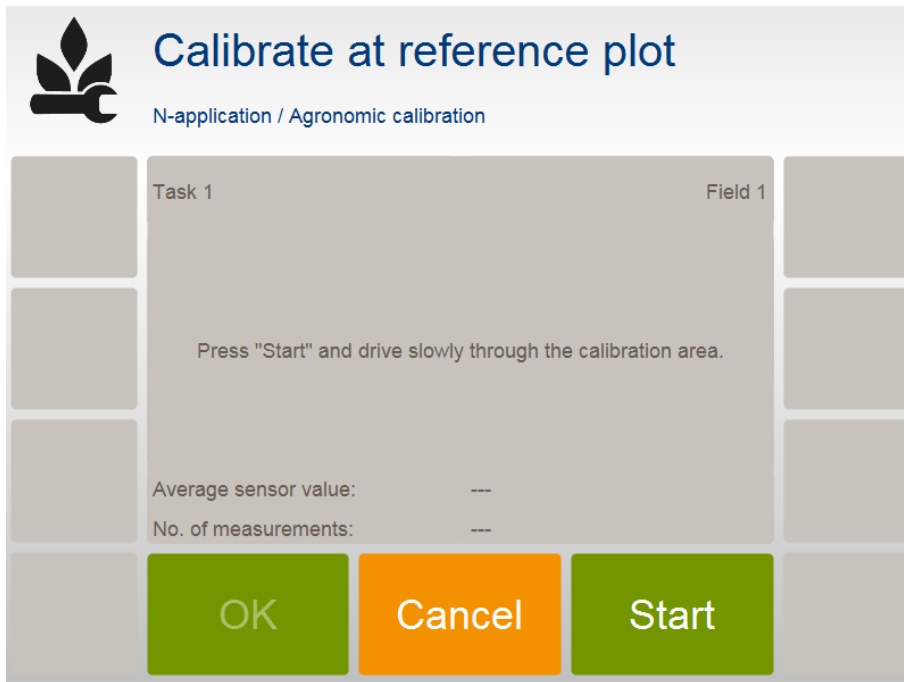 Calibrate at reference plot
N-application / Agronomic calibration
Task 1 Field 1
Press "Start" and drive slowly through the calibration area.
Average sensor value: ---
No. of measurements: ---
OK Cancel Start